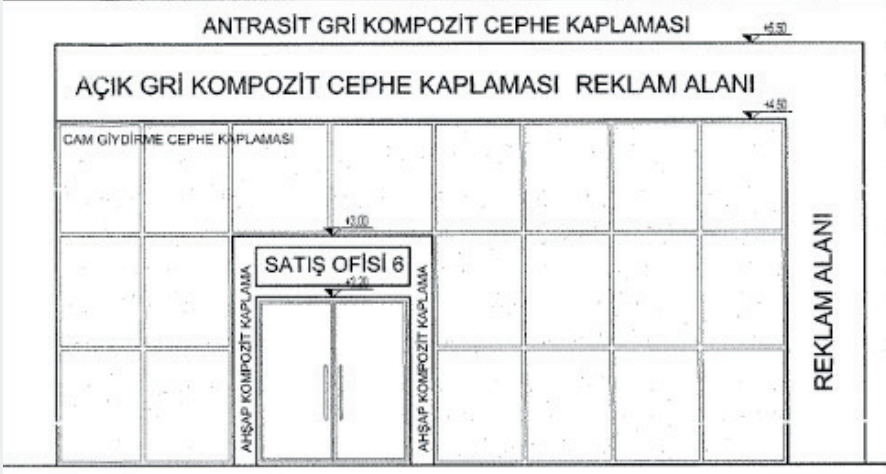 ANTRASİT GRİ KOMPOZİT CEPHE KAPLAMASI
+5.50
AÇIK GRİ KOMPOZİT CEPHE KAPLAMASI REKLAM ALANI
+4.50
CAM GİYDİRME CEPHE KAPLAMASI
+3.00
SATIŞ OFİSİ 6
+2.20
AHŞAP KOMPOZİT KAPLAMA
AHŞAP KOMPOZİT KAPLAMA
REKLAM ALANI